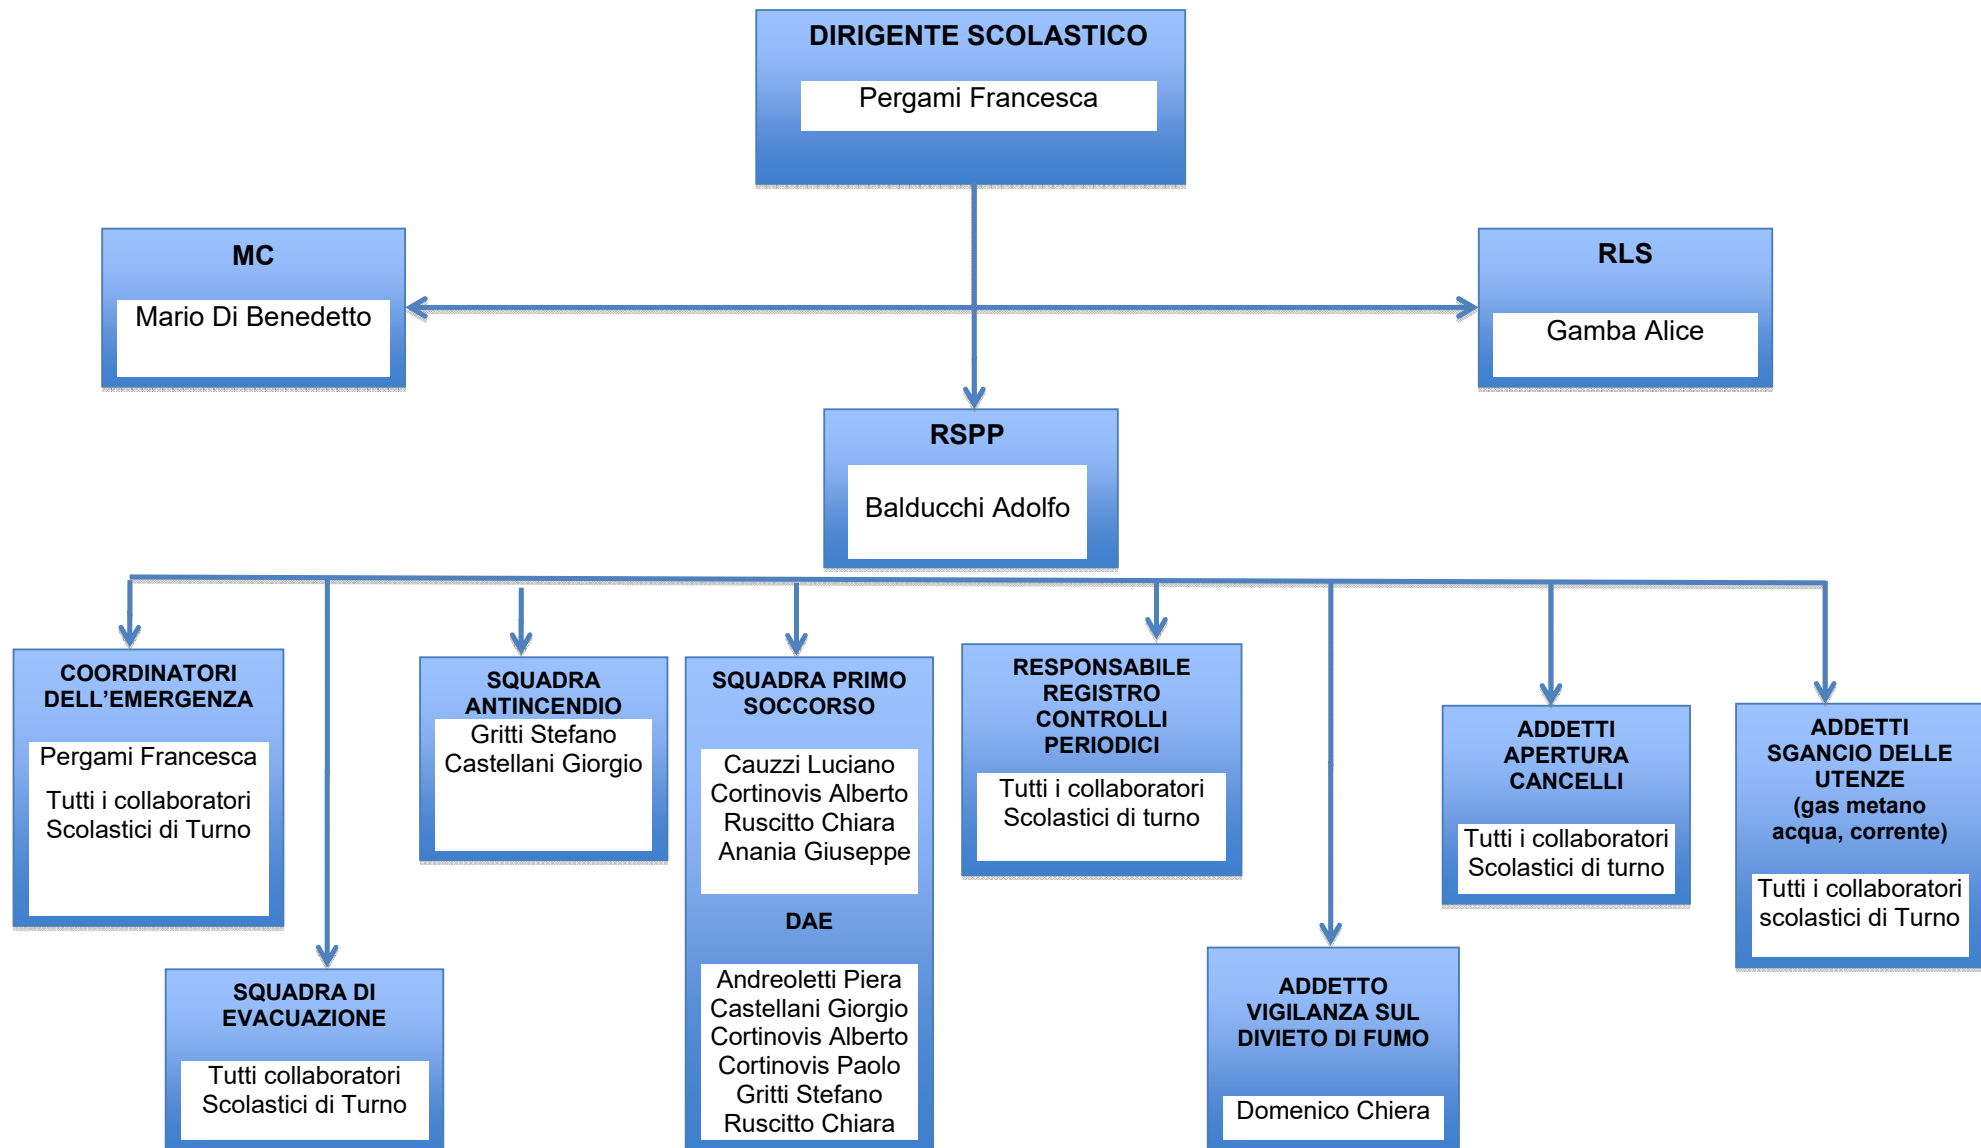 DIRIGENTE SCOLASTICO
Pergami Francesca
MC
Mario Di Benedetto
RLS
Gamba Alice
RSPP
Balducchi Adolfo
COORDINATORI
DELL’EMERGENZA
Pergami Francesca
Tutti i collaboratori
Scolastici di Turno
SQUADRA DI
EVACUAZIONE
Tutti collaboratori
Scolastici di Turno
SQUADRA
ANTINCENDIO
Gritti Stefano
Castellani Giorgio
SQUADRA PRIMO
SOCCORSO
Cauzzi Luciano
Cortinovis Alberto
Ruscitto Chiara
Anania Giuseppe
DAE
Andreoletti Piera
Castellani Giorgio
Cortinovis Alberto
Cortinovis Paolo
Gritti Stefano
Ruscitto Chiara
RESPONSABILE
REGISTRO
CONTROLLI
PERIODICI
Tutti i collaboratori
Scolastici di turno
ADDETTO
VIGILANZA SUL
DIVIETO DI FUMO
Domenico Chiera
ADDETTI
APERTURA
CANCELLI
Tutti i collaboratori
Scolastici di turno
ADDETTI
SGANCIO DELLE
UTENZE
(gas metano
acqua, corrente)
Tutti i collaboratori
scolastici di Turno